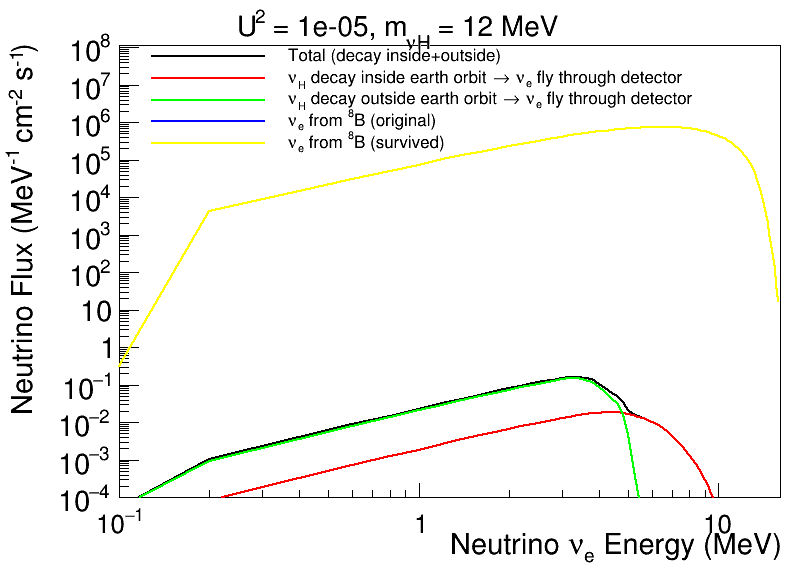 U² = 1e-05, m_νH = 12 MeV
Total (decay inside+outside)
ν_H decay inside earth orbit → ν_e fly through detector
ν_H decay outside earth orbit → ν_e fly through detector
ν_e from ⁸B (original)
ν_e from ⁸B (survived)
Neutrino Flux (MeV⁻¹ cm⁻² s⁻¹)
10⁸
10⁷
10⁶
10⁵
10⁴
10³
10²
10
1
10⁻¹
10⁻²
10⁻³
10⁻⁴
10⁻¹ 1 10
Neutrino ν_e Energy (MeV)